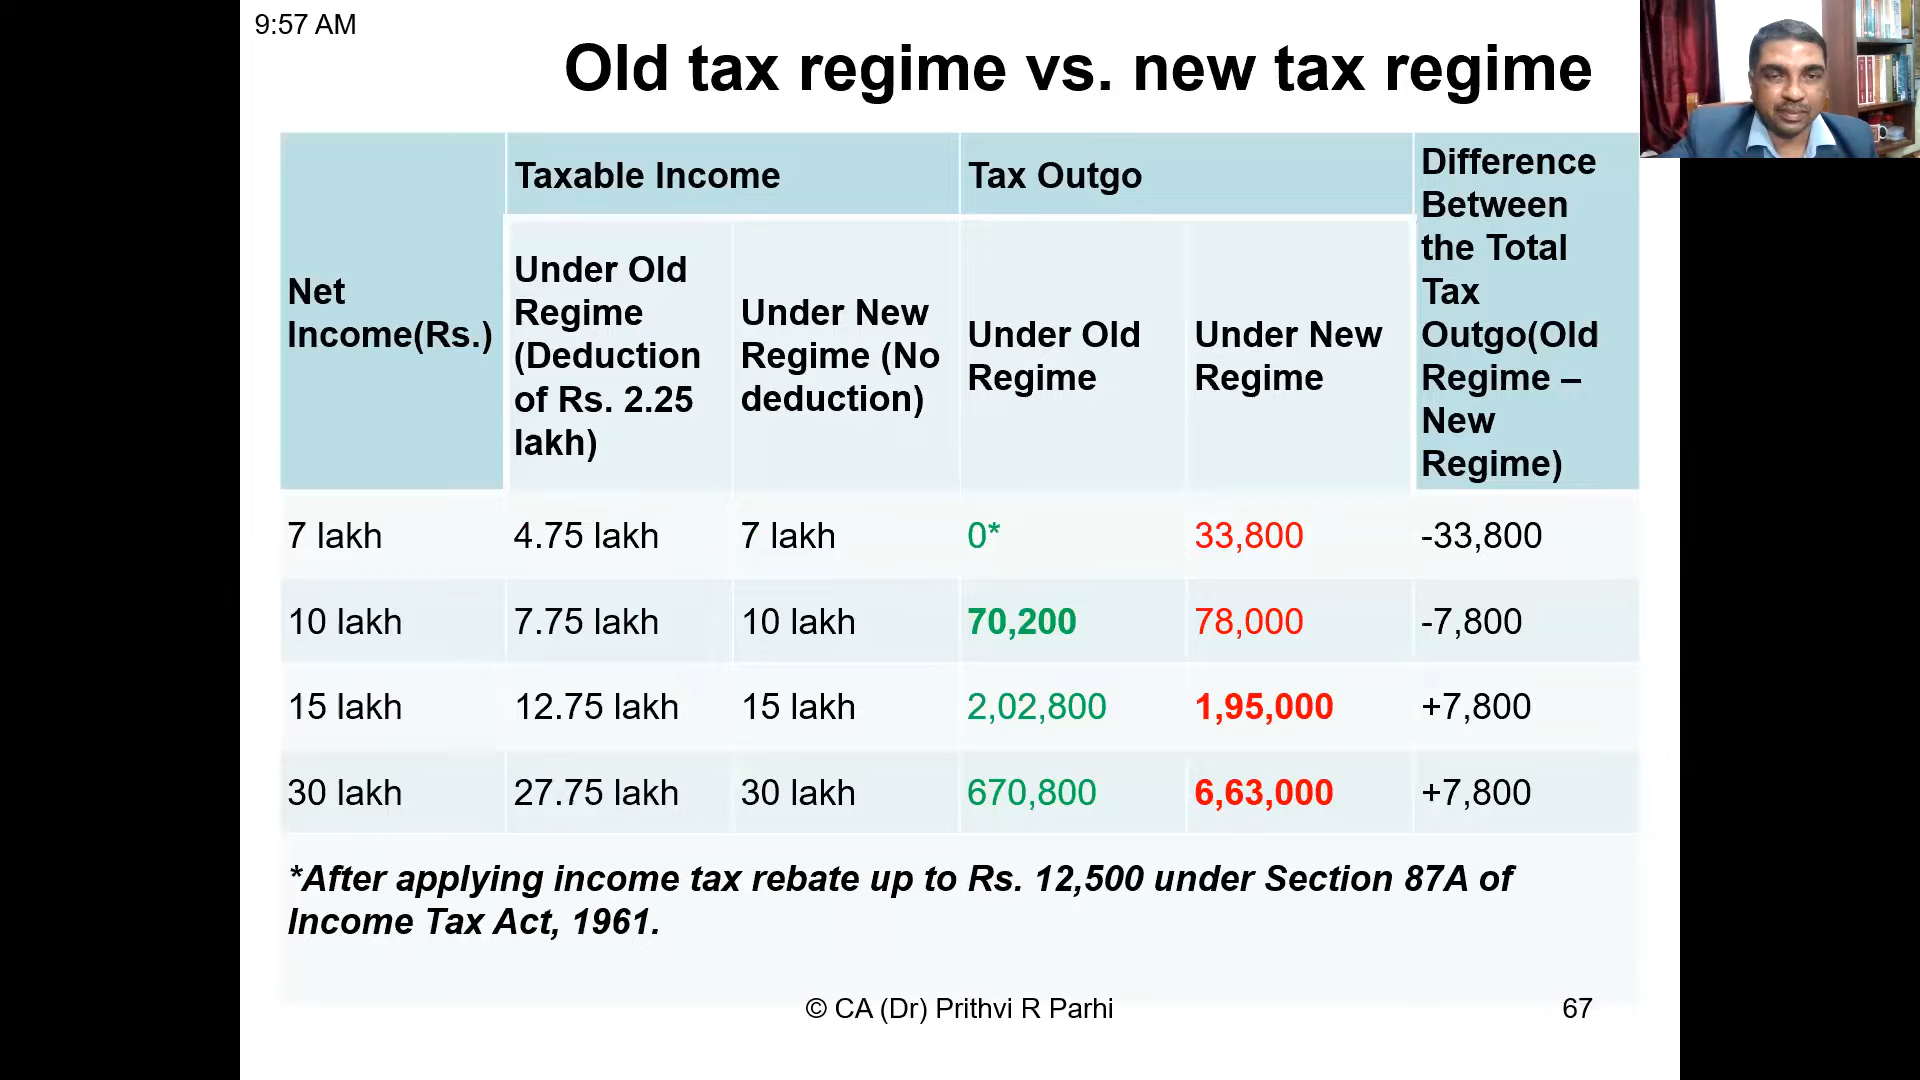 9:57 AM
Old tax regime vs. new tax regime
Net
Income(Rs.)
Taxable Income
Tax Outgo
Difference
Between
the Total
Tax
Outgo(Old
Regime –
New
Regime)
Under Old
Regime
(Deduction
of Rs. 2.25
lakh)
Under New
Regime (No
deduction)
Under Old
Regime
Under New
Regime
7 lakh 4.75 lakh 7 lakh 0* 33,800 -33,800
10 lakh 7.75 lakh 10 lakh 70,200 78,000 -7,800
15 lakh 12.75 lakh 15 lakh 2,02,800 1,95,000 +7,800
30 lakh 27.75 lakh 30 lakh 670,800 6,63,000 +7,800
*After applying income tax rebate up to Rs. 12,500 under Section 87A of
Income Tax Act, 1961.
© CA (Dr) Prithvi R Parhi
67